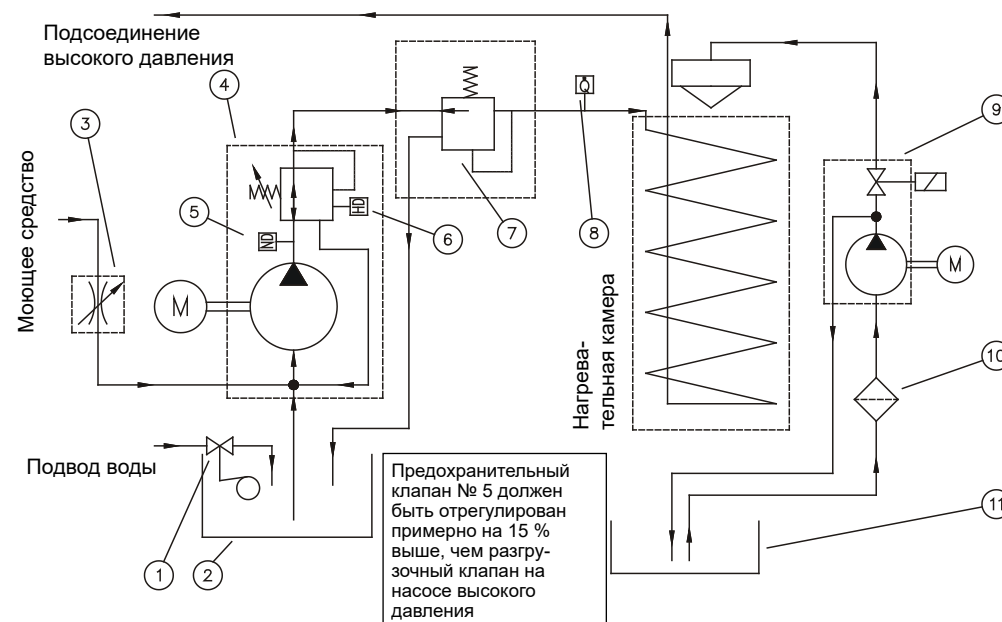 Подсоединение
высокого давления
4
3
Моющее средство
5
ND
HD
6
M
7
Q
8
9
M
10
Нагрева-
тельная камера
Подвод воды
1
2
Предохранительный
клапан № 5 должен
быть отрегулирован
примерно на 15 %
выше, чем разгру-
зочный клапан на
насосе высокого
давления
11